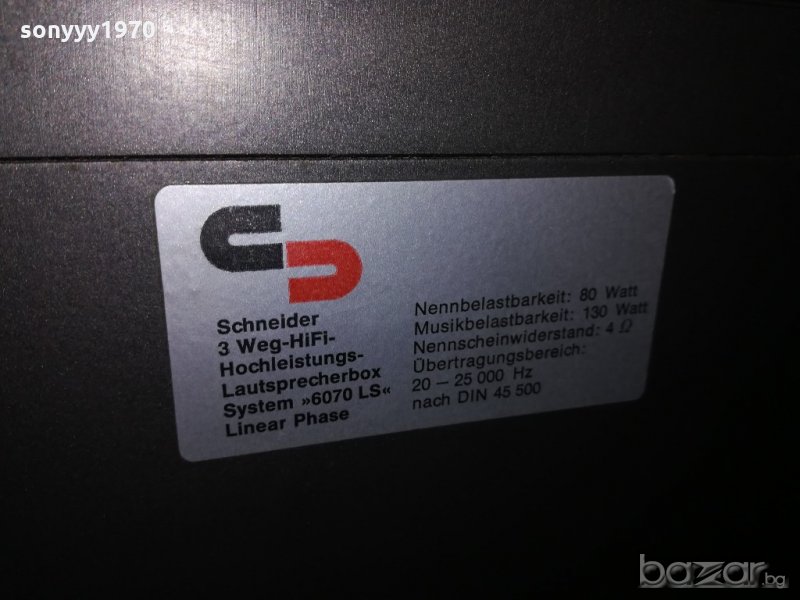 sonyyy1970
Schneider
3 Weg-HiFi-
Hochleistungs-
Lautsprecherbox
System »6070 LS«
Linear Phase
Nennbelastbarkeit: 80 Watt
Musikbelastbarkeit: 130 Watt
Nennscheinwiderstand: 4 Ω
Übertragungsbereich:
20 — 25 000 Hz
nach DIN 45 500
bazar.bg